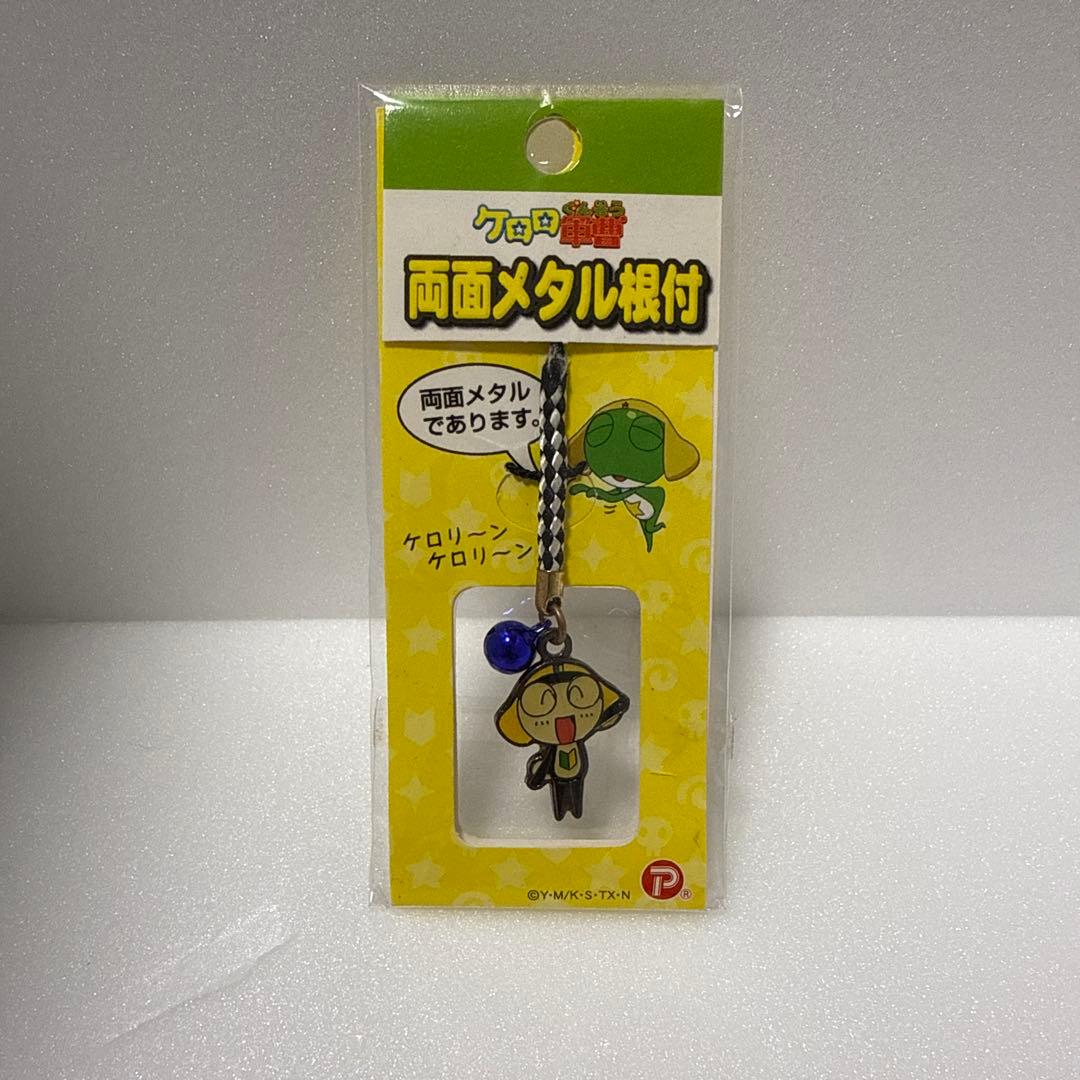 ぐんそう
ケロロ軍曹
両面メタル根付
両面メタル
であります。
ケロリ〜ン
ケロリ〜ン
©Y・M/K・S・TX・N
P®